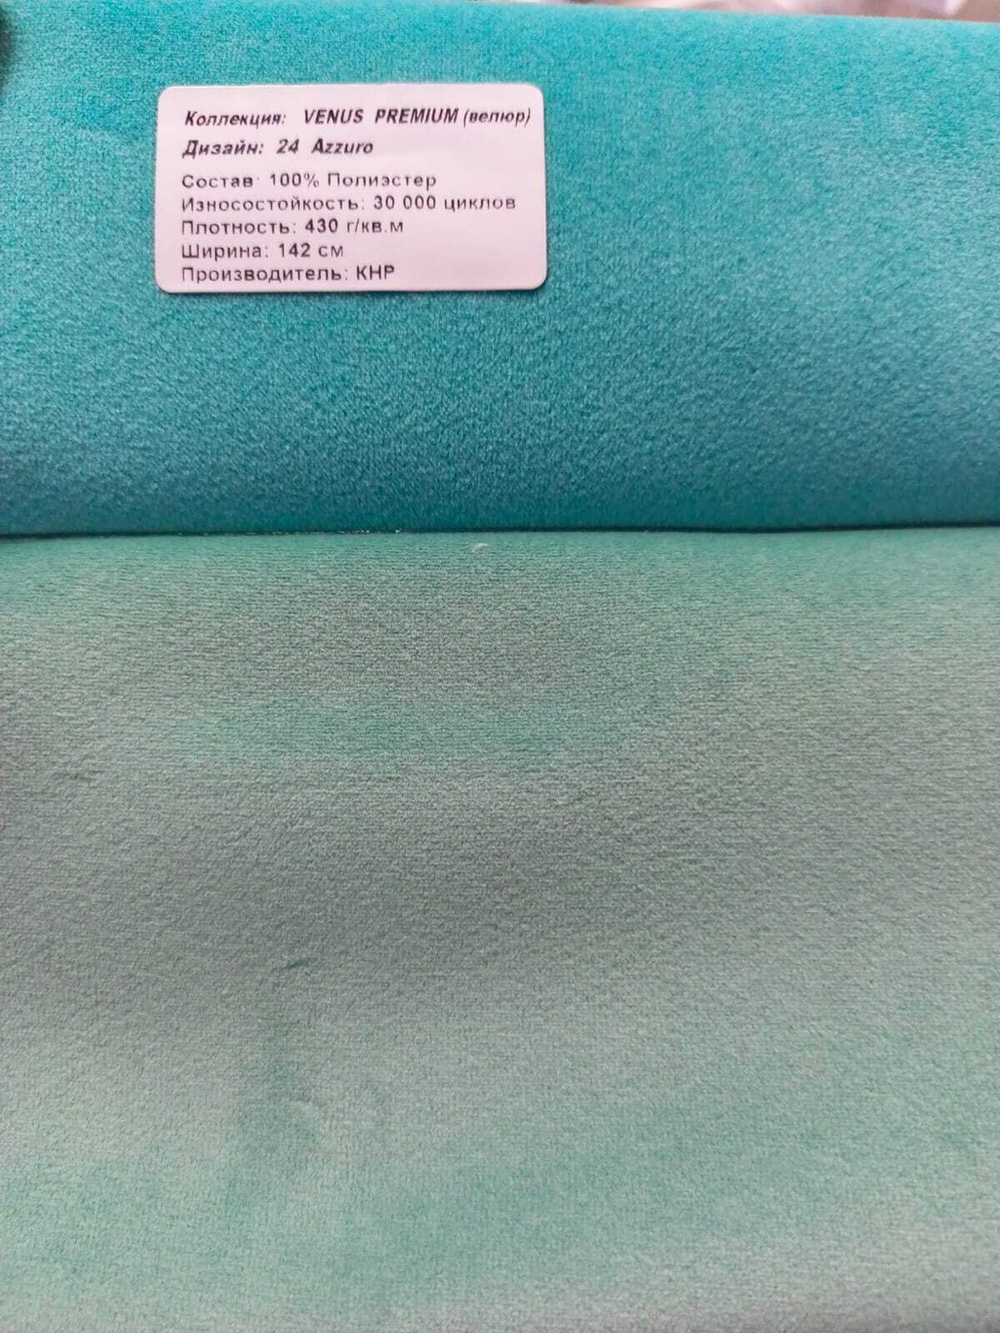 Коллекция: VENUS PREMIUM (велюр)
Дизайн: 24 Azzuro
Состав: 100% Полиэстер
Износостойкость: 30 000 циклов
Плотность: 430 г/кв.м
Ширина: 142 см
Производитель: КНР